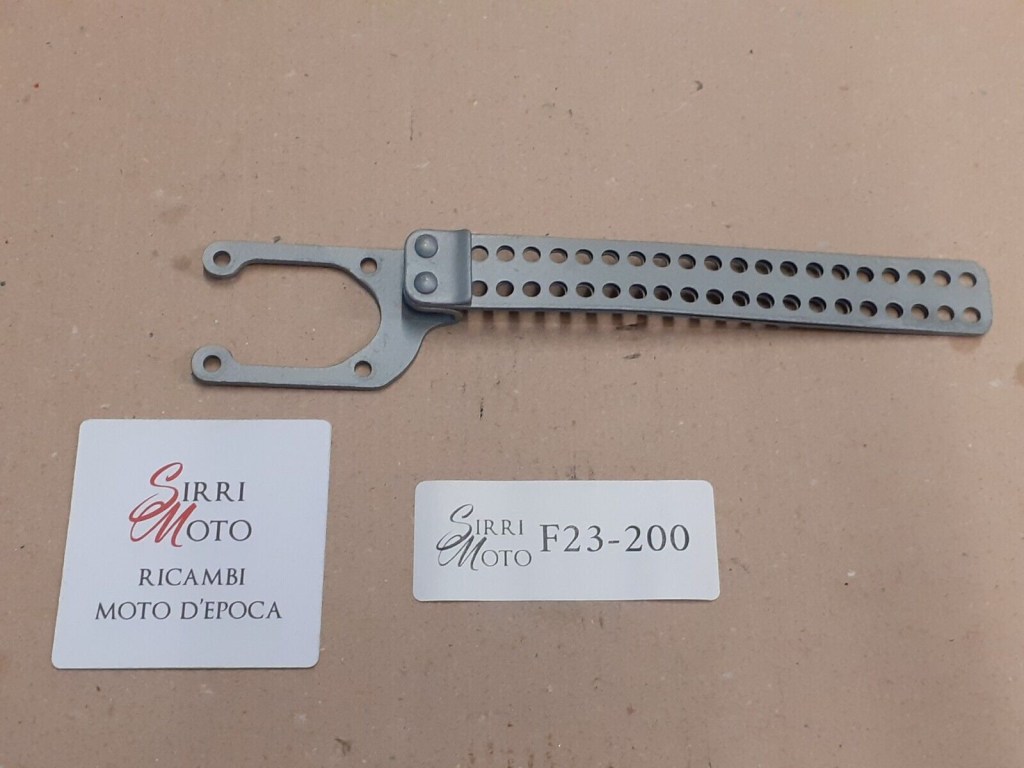 SIRRI
MOTO
RICAMBI
MOTO D'EPOCA
SIRRI
MOTO
F23-200